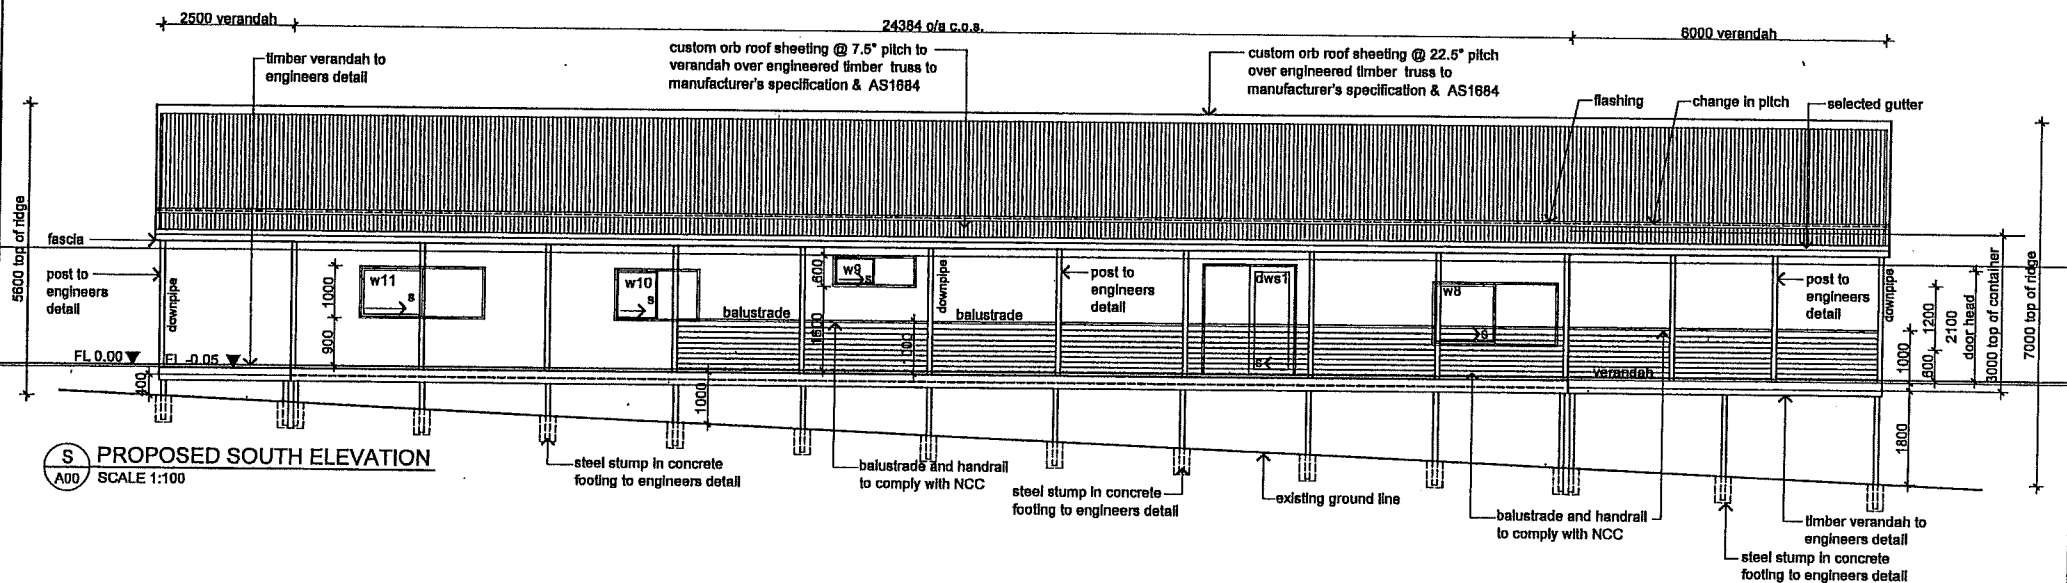 2500 verandah
24384 o/a c.o.s.
6000 verandah
timber verandah to
engineers detail
custom orb roof sheeting @ 7.5° pitch to
verandah over engineered timber truss to
manufacturer's specification & AS1684
custom orb roof sheeting @ 22.5° pitch
over engineered timber truss to
manufacturer's specification & AS1684
flashing
change in pitch
selected gutter
5600 top of ridge
fascia
post to
engineers
detail
downpipe
1000
900
w11
s
w10
s
600
w9
s
1500
downpipe
balustrade
balustrade
1100
post to
engineers
detail
dws1
s
w8
s
verandah
post to
engineers
detail
downpipe
1000
1200
600
2100
door head
3000 top of container
7000 top of ridge
FL 0.00
FL -0.05
400
1000
1800
S
A00
PROPOSED SOUTH ELEVATION
SCALE 1:100
steel stump in concrete
footing to engineers detail
balustrade and handrail
to comply with NCC
steel stump in concrete
footing to engineers detail
existing ground line
balustrade and handrail
to comply with NCC
timber verandah to
engineers detail
steel stump in concrete
footing to engineers detail